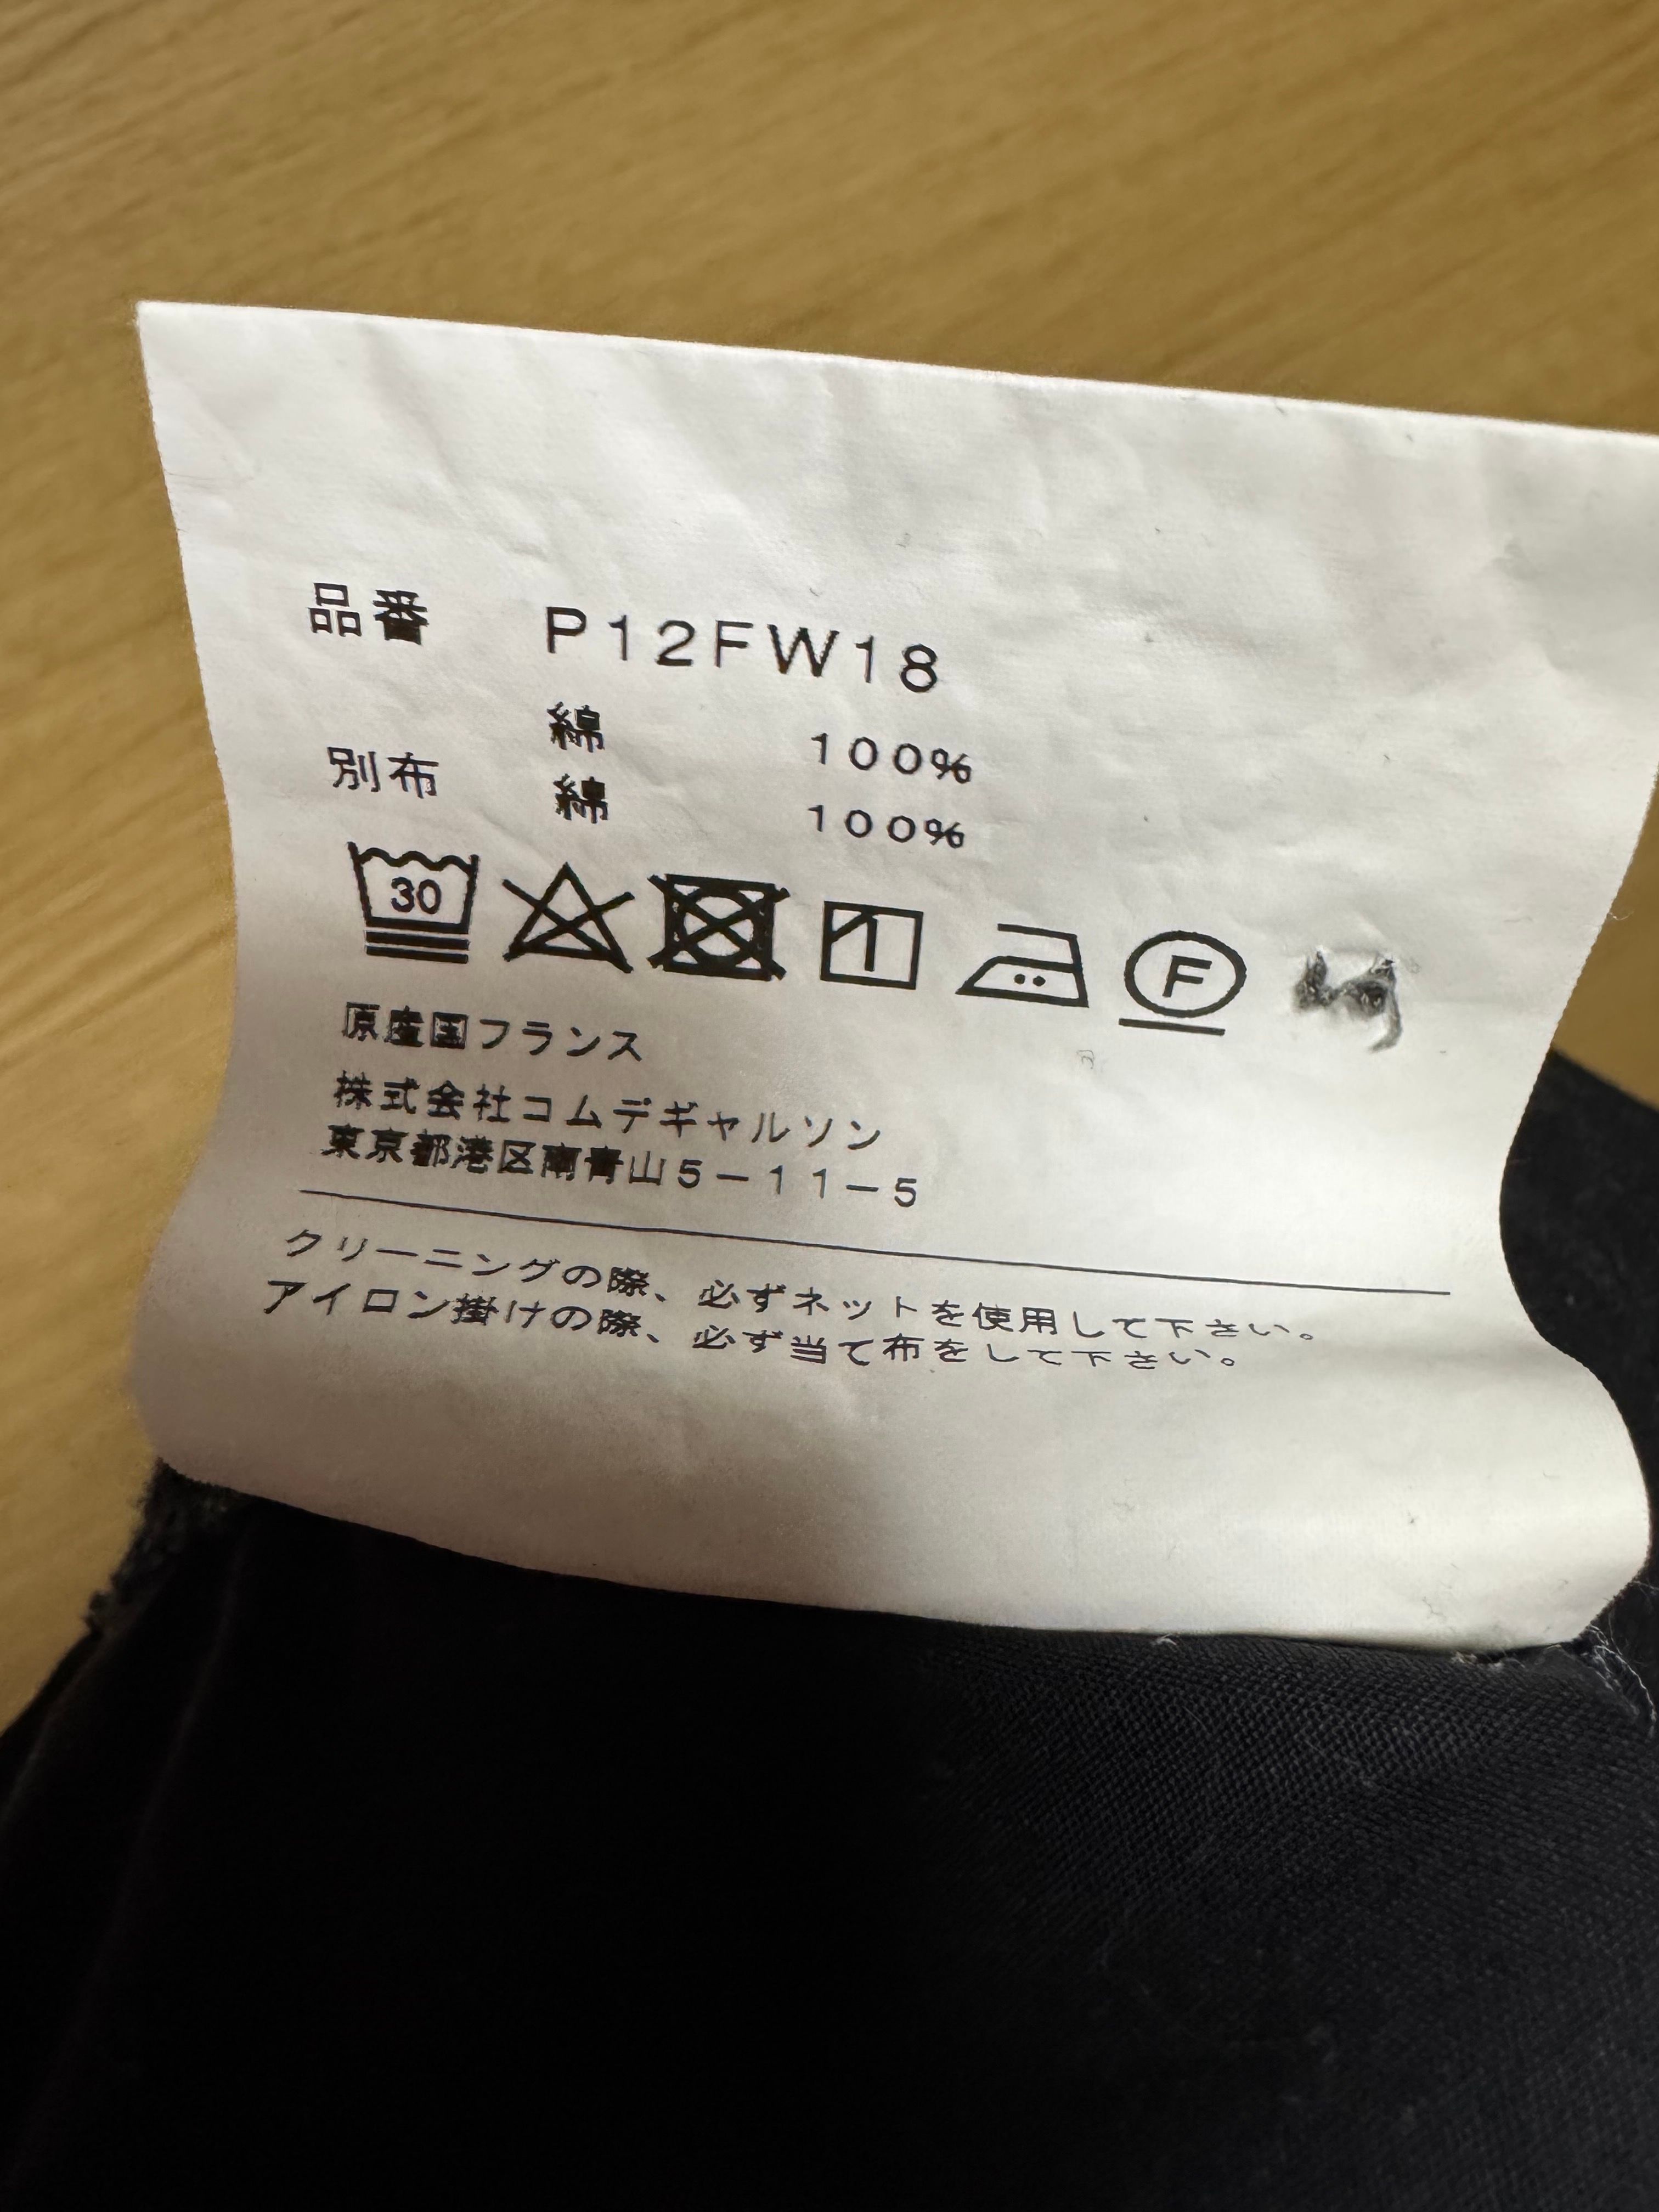 品番 P12FW18
綿 100%
別布 綿 100%
30 1 F
原産国フランス
株式会社コムデギャルソン
東京都港区南青山5-11-5
クリーニングの際、必ずネットを使用して下さい。
アイロン掛けの際、必ず当て布をして下さい。